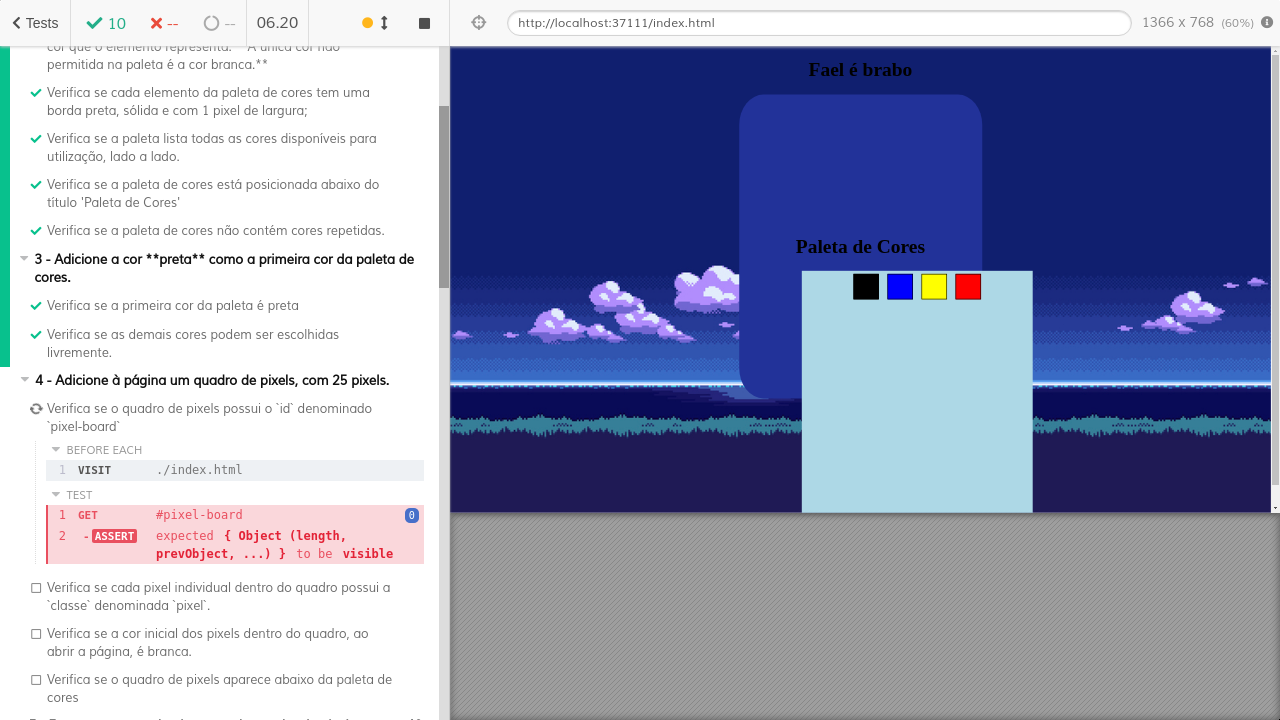 Tests
10
--
--
06.20
http://localhost:37111/index.html
1366 x 768 (60%)
cor que o elemento representa. **A única cor não
permitida na paleta é a cor branca.**
Verifica se cada elemento da paleta de cores tem uma
borda preta, sólida e com 1 pixel de largura;
Verifica se a paleta lista todas as cores disponíveis para
utilização, lado a lado.
Verifica se a paleta de cores está posicionada abaixo do
título 'Paleta de Cores'
Verifica se a paleta de cores não contém cores repetidas.
3 - Adicione a cor **preta** como a primeira cor da paleta de
cores.
Verifica se a primeira cor da paleta é preta
Verifica se as demais cores podem ser escolhidas
livremente.
4 - Adicione à página um quadro de pixels, com 25 pixels.
Verifica se o quadro de pixels possui o `id` denominado
`pixel-board`
BEFORE EACH
1 VISIT ./index.html
TEST
1 GET #pixel-board 0
2 -ASSERT expected { Object (length,
prevObject, ...) } to be visible
Verifica se cada pixel individual dentro do quadro possui a
`classe` denominada `pixel`.
Verifica se a cor inicial dos pixels dentro do quadro, ao
abrir a página, é branca.
Verifica se o quadro de pixels aparece abaixo da paleta de
cores
Fael é brabo
Paleta de Cores